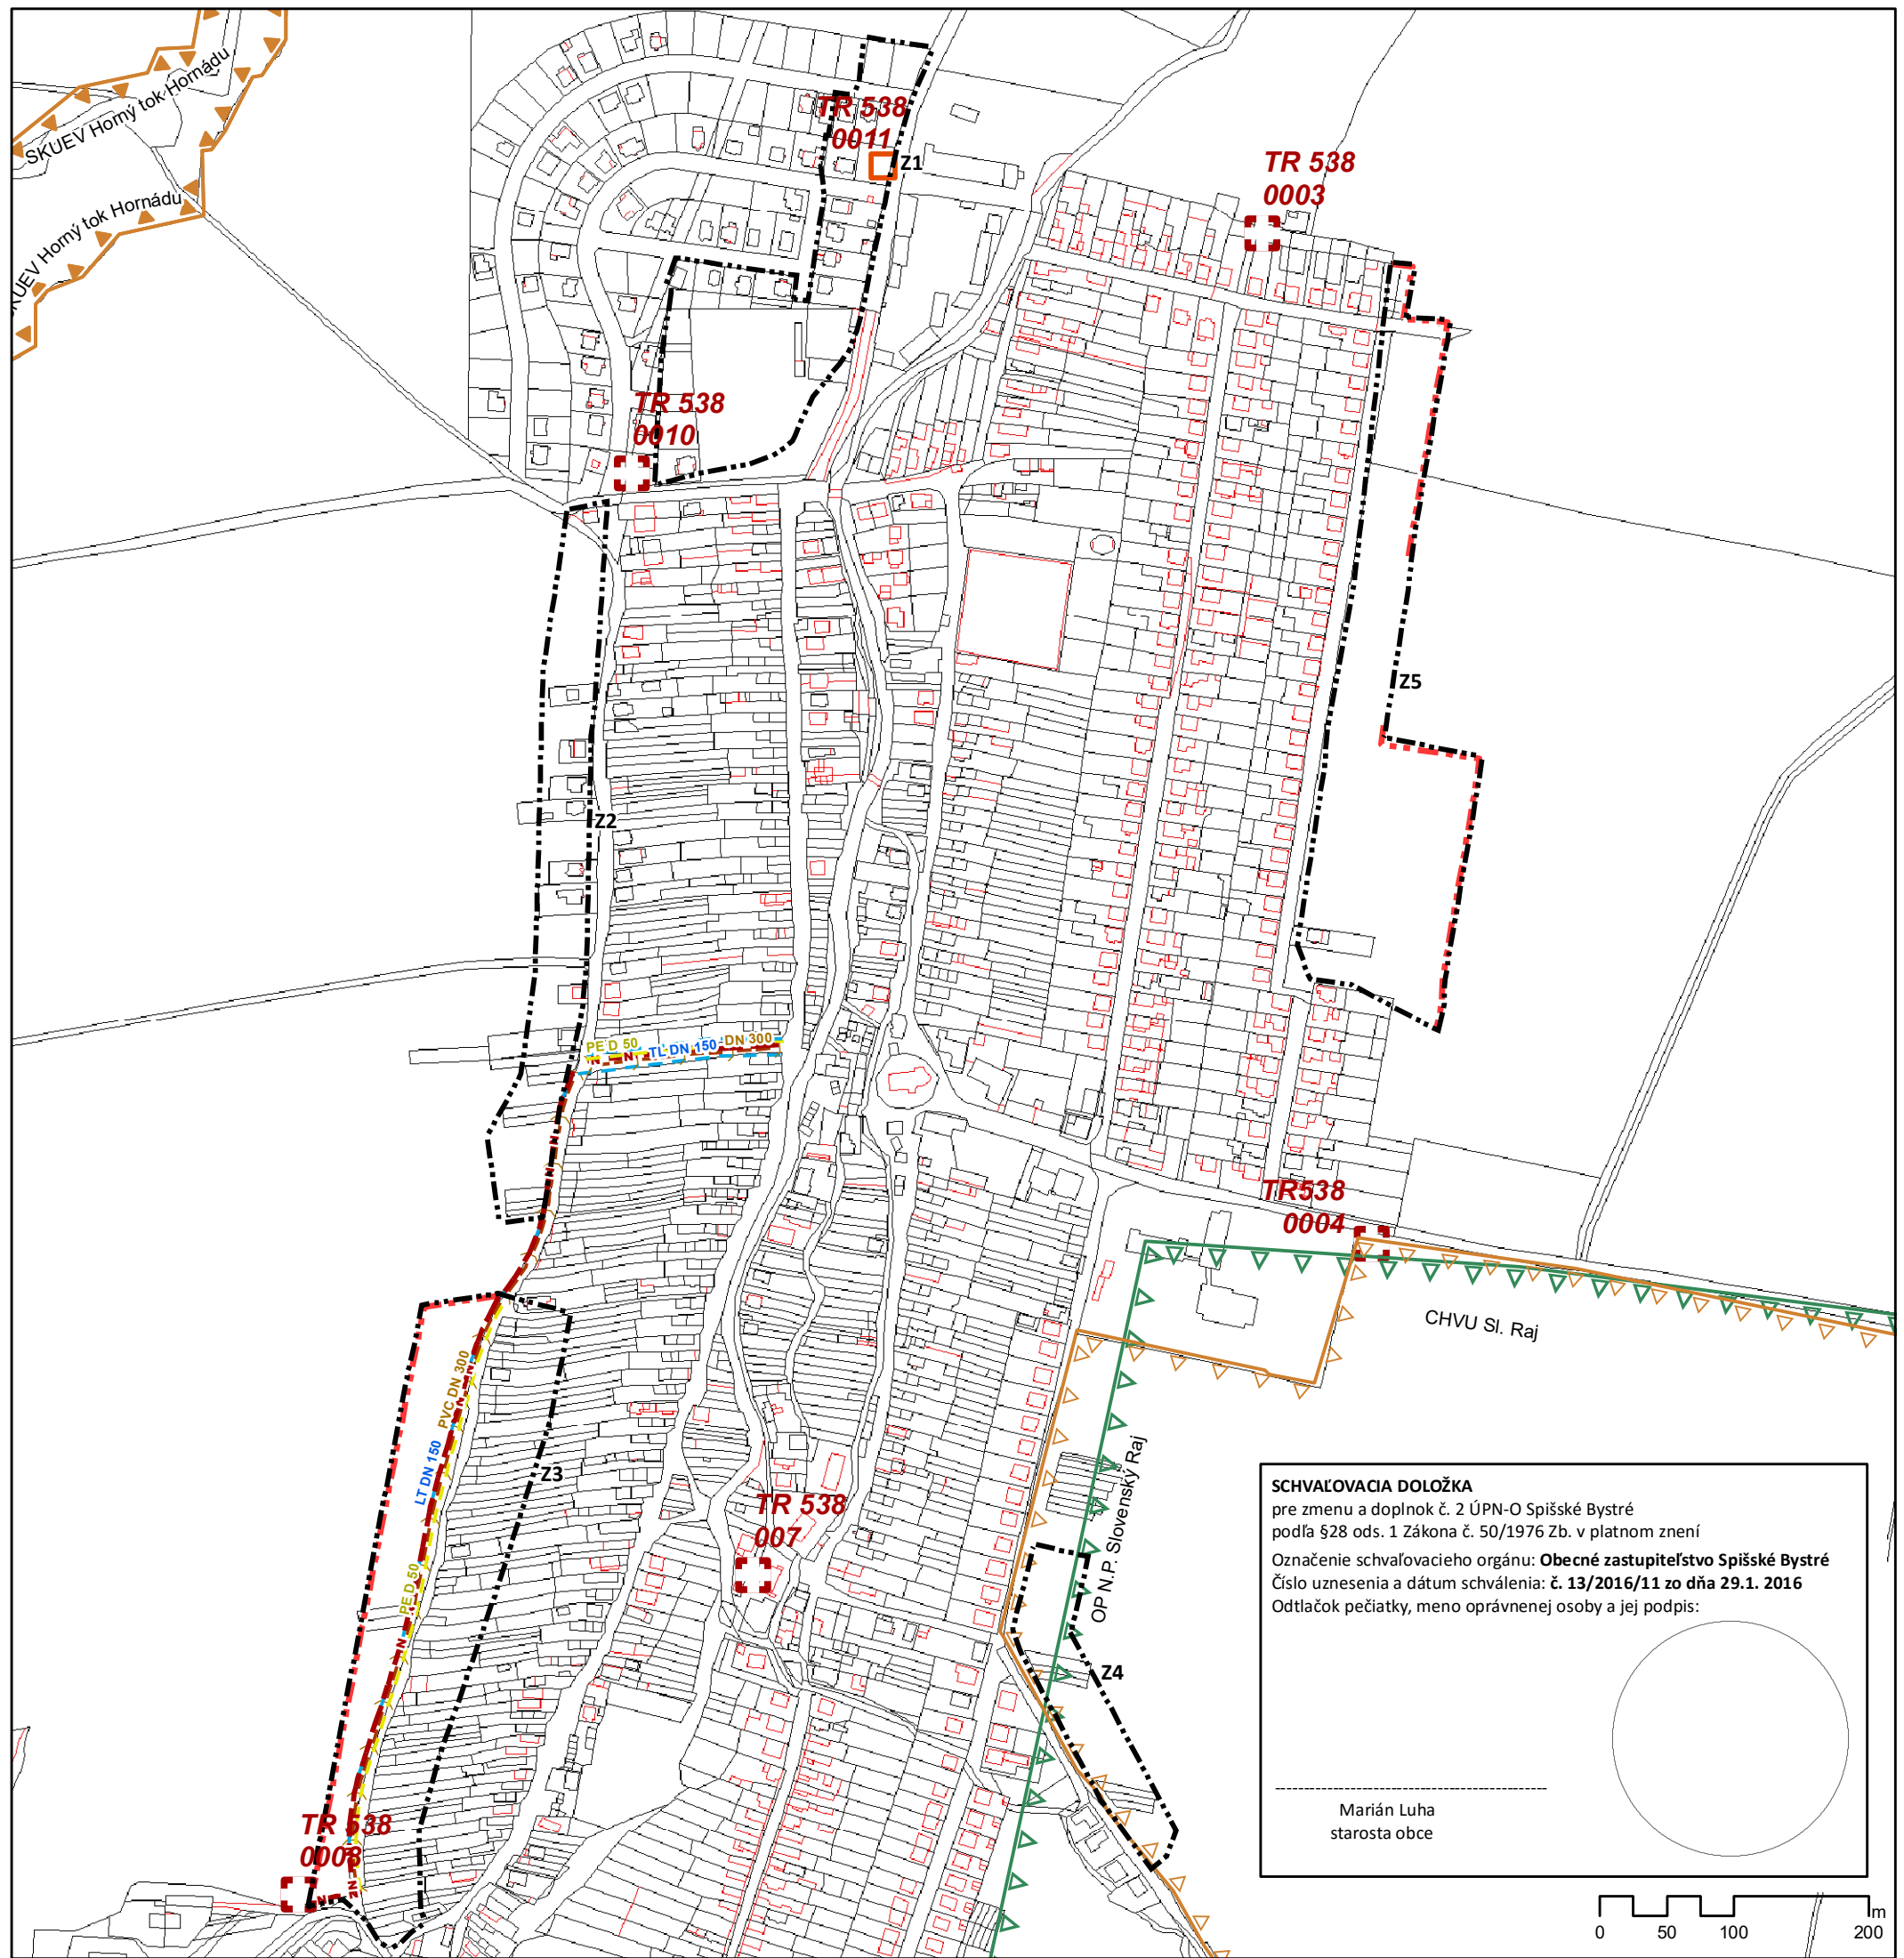 SKUEV Horný tok Hornádu
SKUEV Horný tok Hornádu
TR 538
0011
Z1
TR 538
0003
TR 538
0010
Z5
Z2
PE D 50
N
N
TL DN 150
DN 300
N
N
TR538
0004
CHVU Sl. Raj
PVC DN 300
N
N
LT DN 150
Z3
OP N.P. Slovenský Raj
TR 538
007
PE D 50
N
Z4
TR 538
0008
SCHVAĽOVACIA DOLOŽKA
pre zmenu a doplnok č. 2 ÚPN-O Spišské Bystré
podľa §28 ods. 1 Zákona č. 50/1976 Zb. v platnom znení
Označenie schvaľovacieho orgánu: Obecné zastupiteľstvo Spišské Bystré
Číslo uznesenia a dátum schválenia: č. 13/2016/11 zo dňa 29.1. 2016
Odtlačok pečiatky, meno oprávnenej osoby a jej podpis:
Marián Luha
starosta obce
m
0 50 100 200